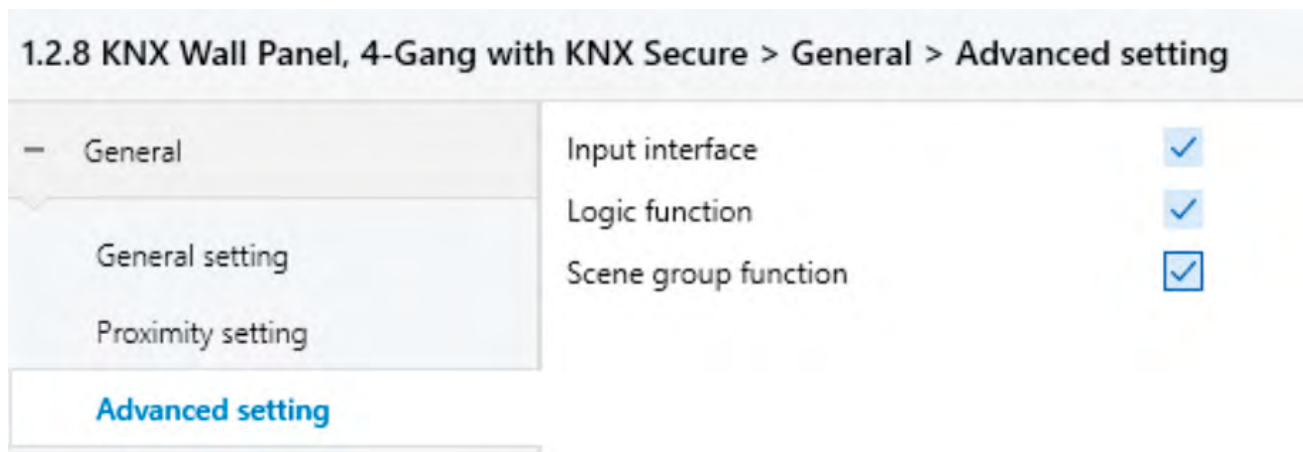 1.2.8 KNX Wall Panel, 4-Gang with KNX Secure > General > Advanced setting
General
General setting
Proximity setting
Advanced setting
Input interface
Logic function
Scene group function